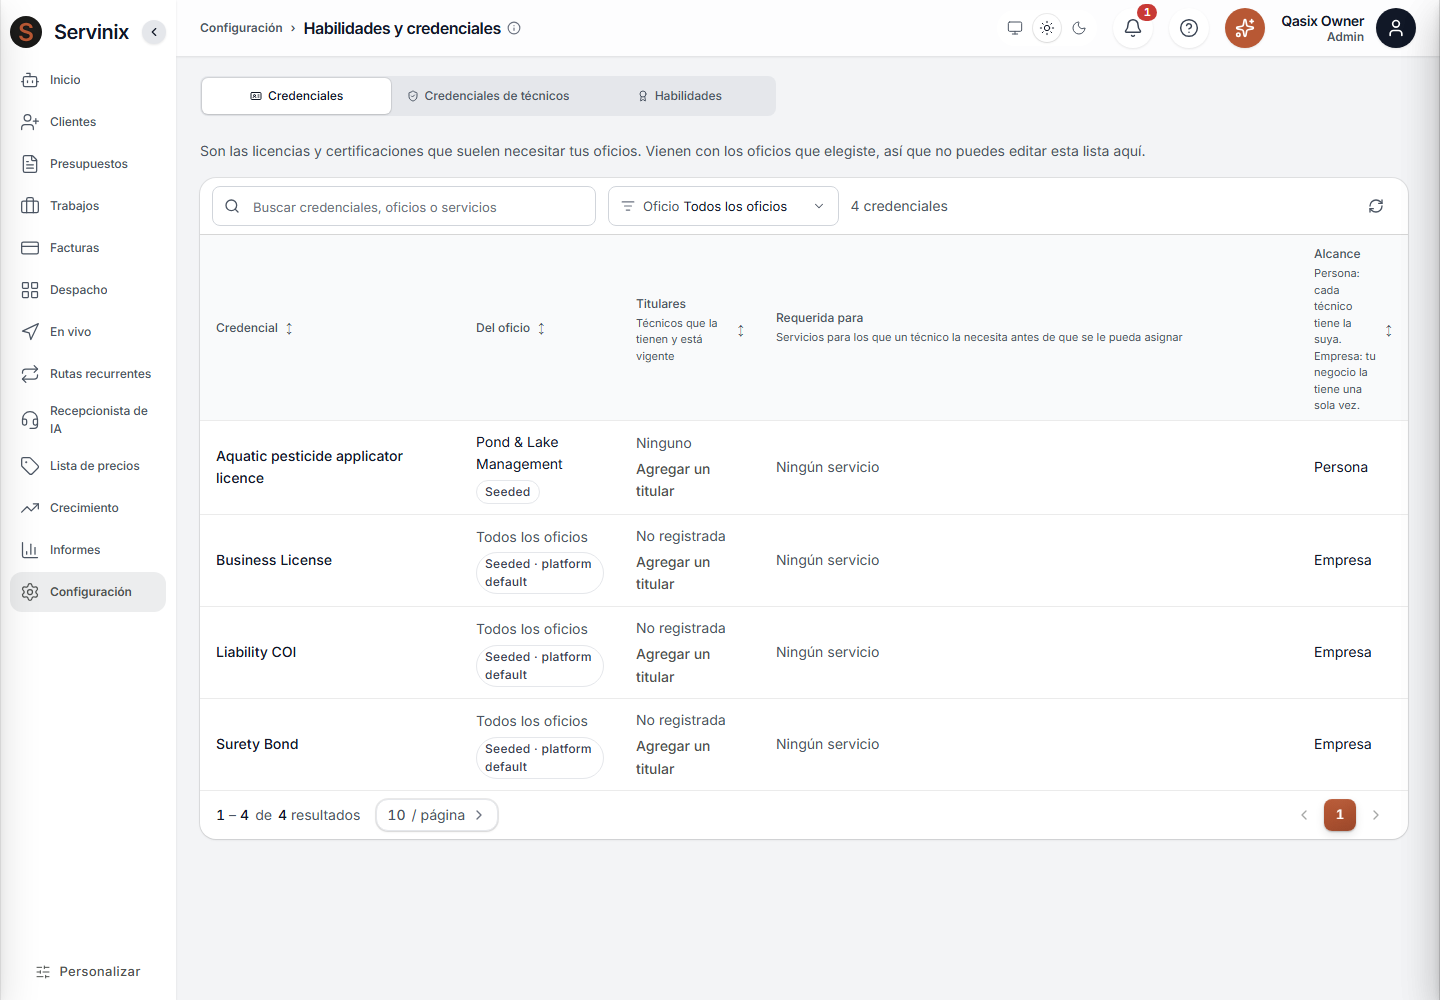 S Servinix
Configuración › Habilidades y credenciales
1
Qasix Owner
Admin
Inicio
Clientes
Presupuestos
Trabajos
Facturas
Despacho
En vivo
Rutas recurrentes
Recepcionista de
IA
Lista de precios
Crecimiento
Informes
Configuración
Personalizar
Credenciales
Credenciales de técnicos
Habilidades
Son las licencias y certificaciones que suelen necesitar tus oficios. Vienen con los oficios que elegiste, así que no puedes editar esta lista aquí.
Buscar credenciales, oficios o servicios
Oficio Todos los oficios
4 credenciales
Credencial
Del oficio
Titulares
Técnicos que la
tienen y está
vigente
Requerida para
Servicios para los que un técnico la necesita antes de que se le pueda asignar
Alcance
Persona:
cada
técnico
tiene la
suya.
Empresa: tu
negocio la
tiene una
sola vez.
Aquatic pesticide applicator
licence
Pond & Lake
Management
Seeded
Ninguno
Agregar un
titular
Ningún servicio
Persona
Business License
Todos los oficios
Seeded · platform
default
No registrada
Agregar un
titular
Ningún servicio
Empresa
Liability COI
Todos los oficios
Seeded · platform
default
No registrada
Agregar un
titular
Ningún servicio
Empresa
Surety Bond
Todos los oficios
Seeded · platform
default
No registrada
Agregar un
titular
Ningún servicio
Empresa
1 – 4 de 4 resultados
10 / página
1